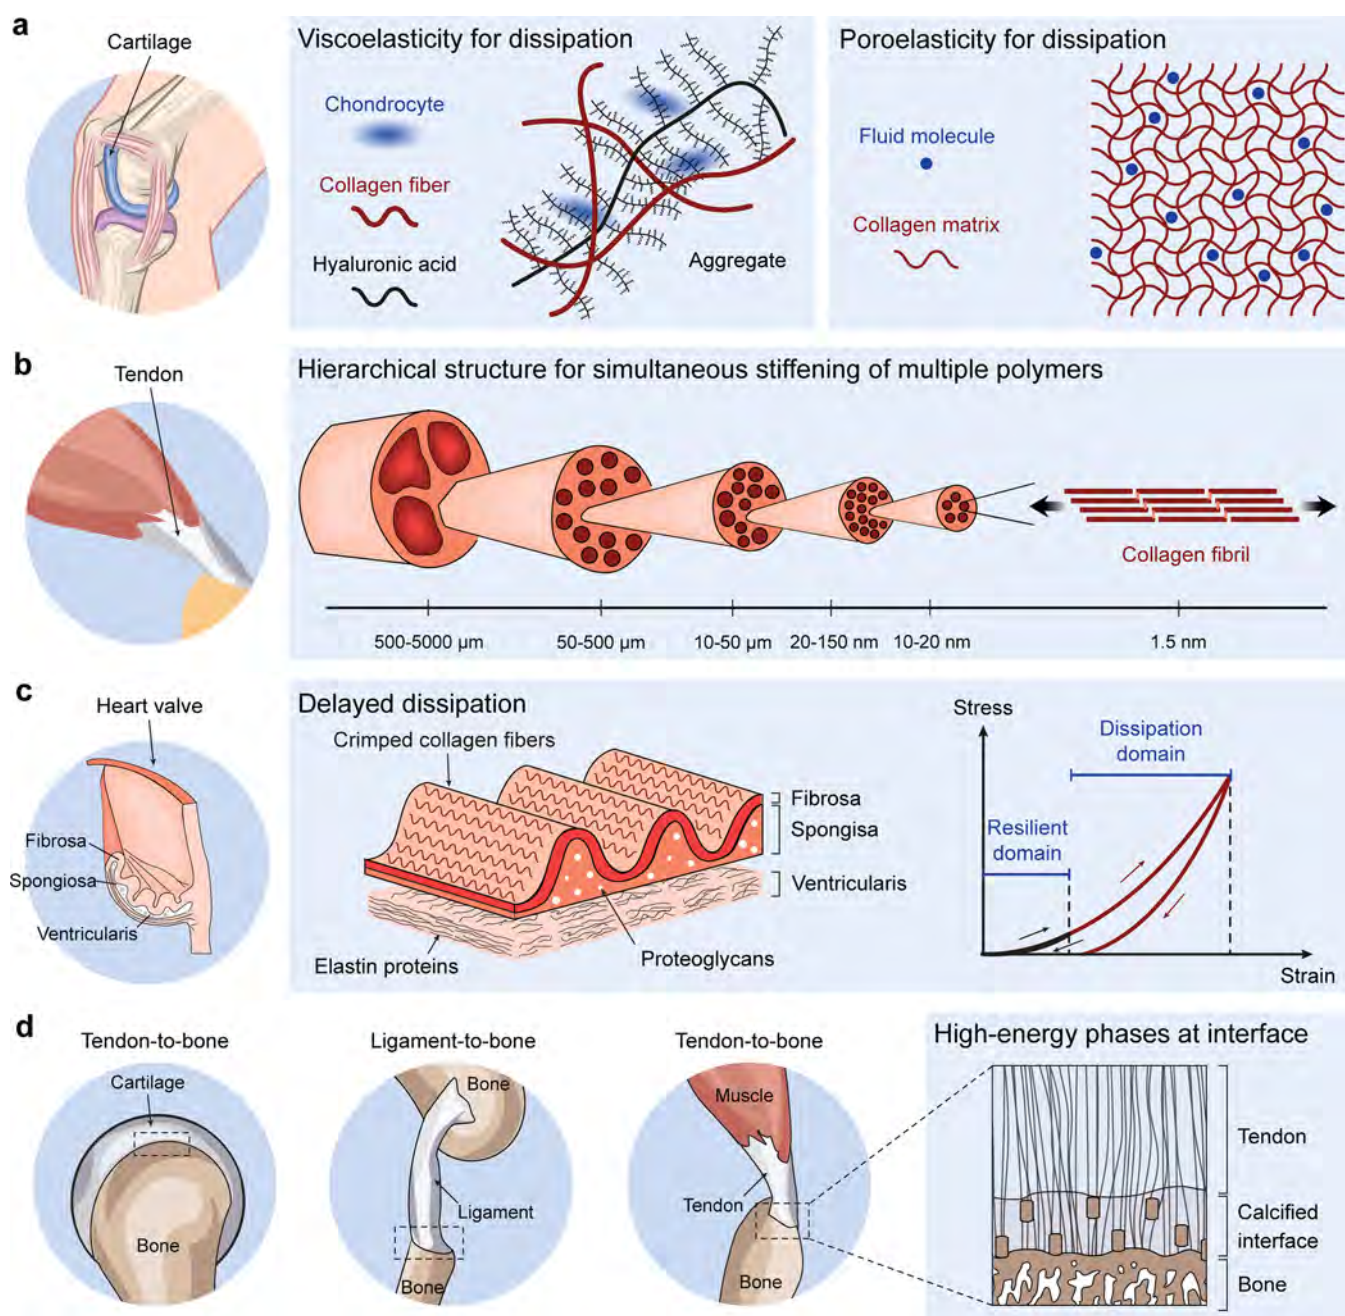 a
Cartilage
Viscoelasticity for dissipation
Chondrocyte
Collagen fiber
Hyaluronic acid
Aggregate
Poroelasticity for dissipation
Fluid molecule
Collagen matrix
b
Tendon
Hierarchical structure for simultaneous stiffening of multiple polymers
Collagen fibril
500-5000 μm
50-500 μm
10-50 μm
20-150 nm
10-20 nm
1.5 nm
c
Heart valve
Fibrosa
Spongiosa
Ventricularis
Delayed dissipation
Crimped collagen fibers
Fibrosa
Spongisa
Ventricularis
Elastin proteins
Proteoglycans
Stress
Dissipation
domain
Resilient
domain
Strain
d
Tendon-to-bone
Cartilage
Bone
Ligament-to-bone
Bone
Ligament
Bone
Tendon-to-bone
Muscle
Tendon
Bone
High-energy phases at interface
Tendon
Calcified
interface
Bone